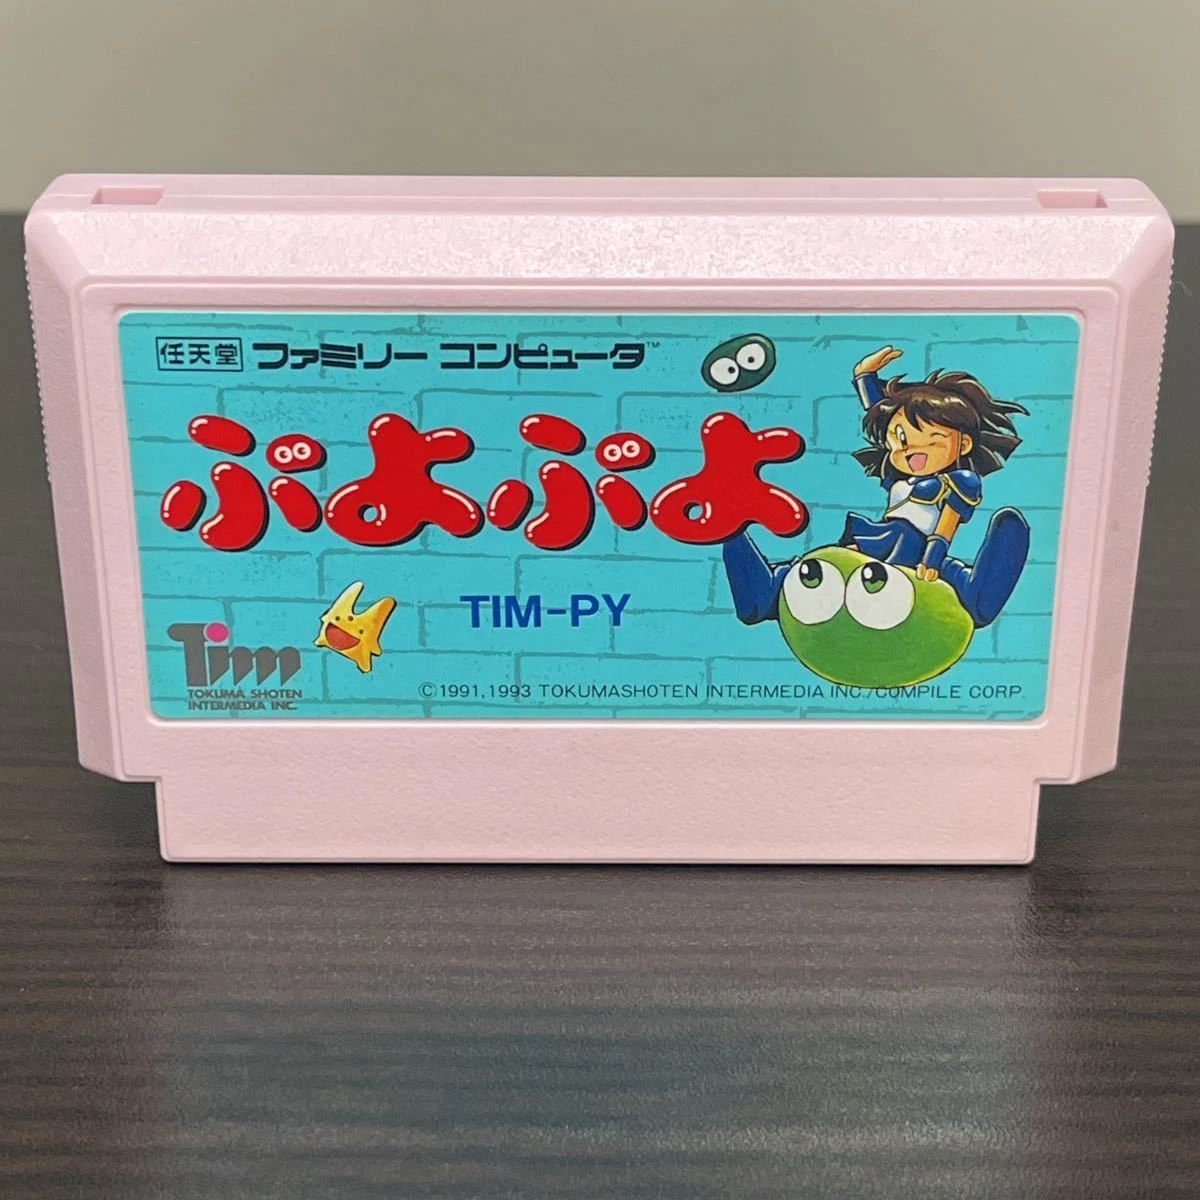 任天堂 ファミリー コンピュータ™
ぷよぷよ
TIM-PY
Tim
TOKUMA SHOTEN
INTERMEDIA INC.
©1991,1993 TOKUMASHOTEN INTERMEDIA INC./COMPILE CORP.